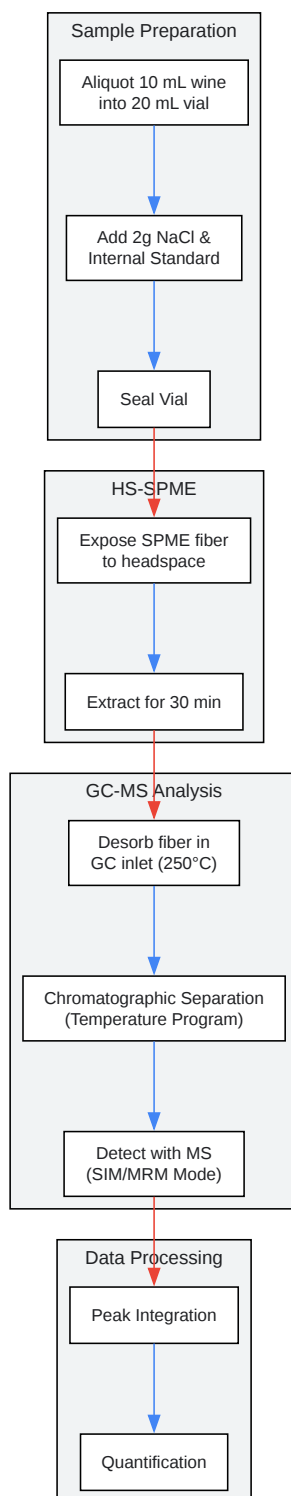 Sample Preparation
Aliquot 10 mL wine
into 20 mL vial
Add 2g NaCl &
Internal Standard
Seal Vial
HS-SPME
Expose SPME fiber
to headspace
Extract for 30 min
GC-MS Analysis
Desorb fiber in
GC inlet (250°C)
Chromatographic Separation
(Temperature Program)
Detect with MS
(SIM/MRM Mode)
Data Processing
Peak Integration
Quantification